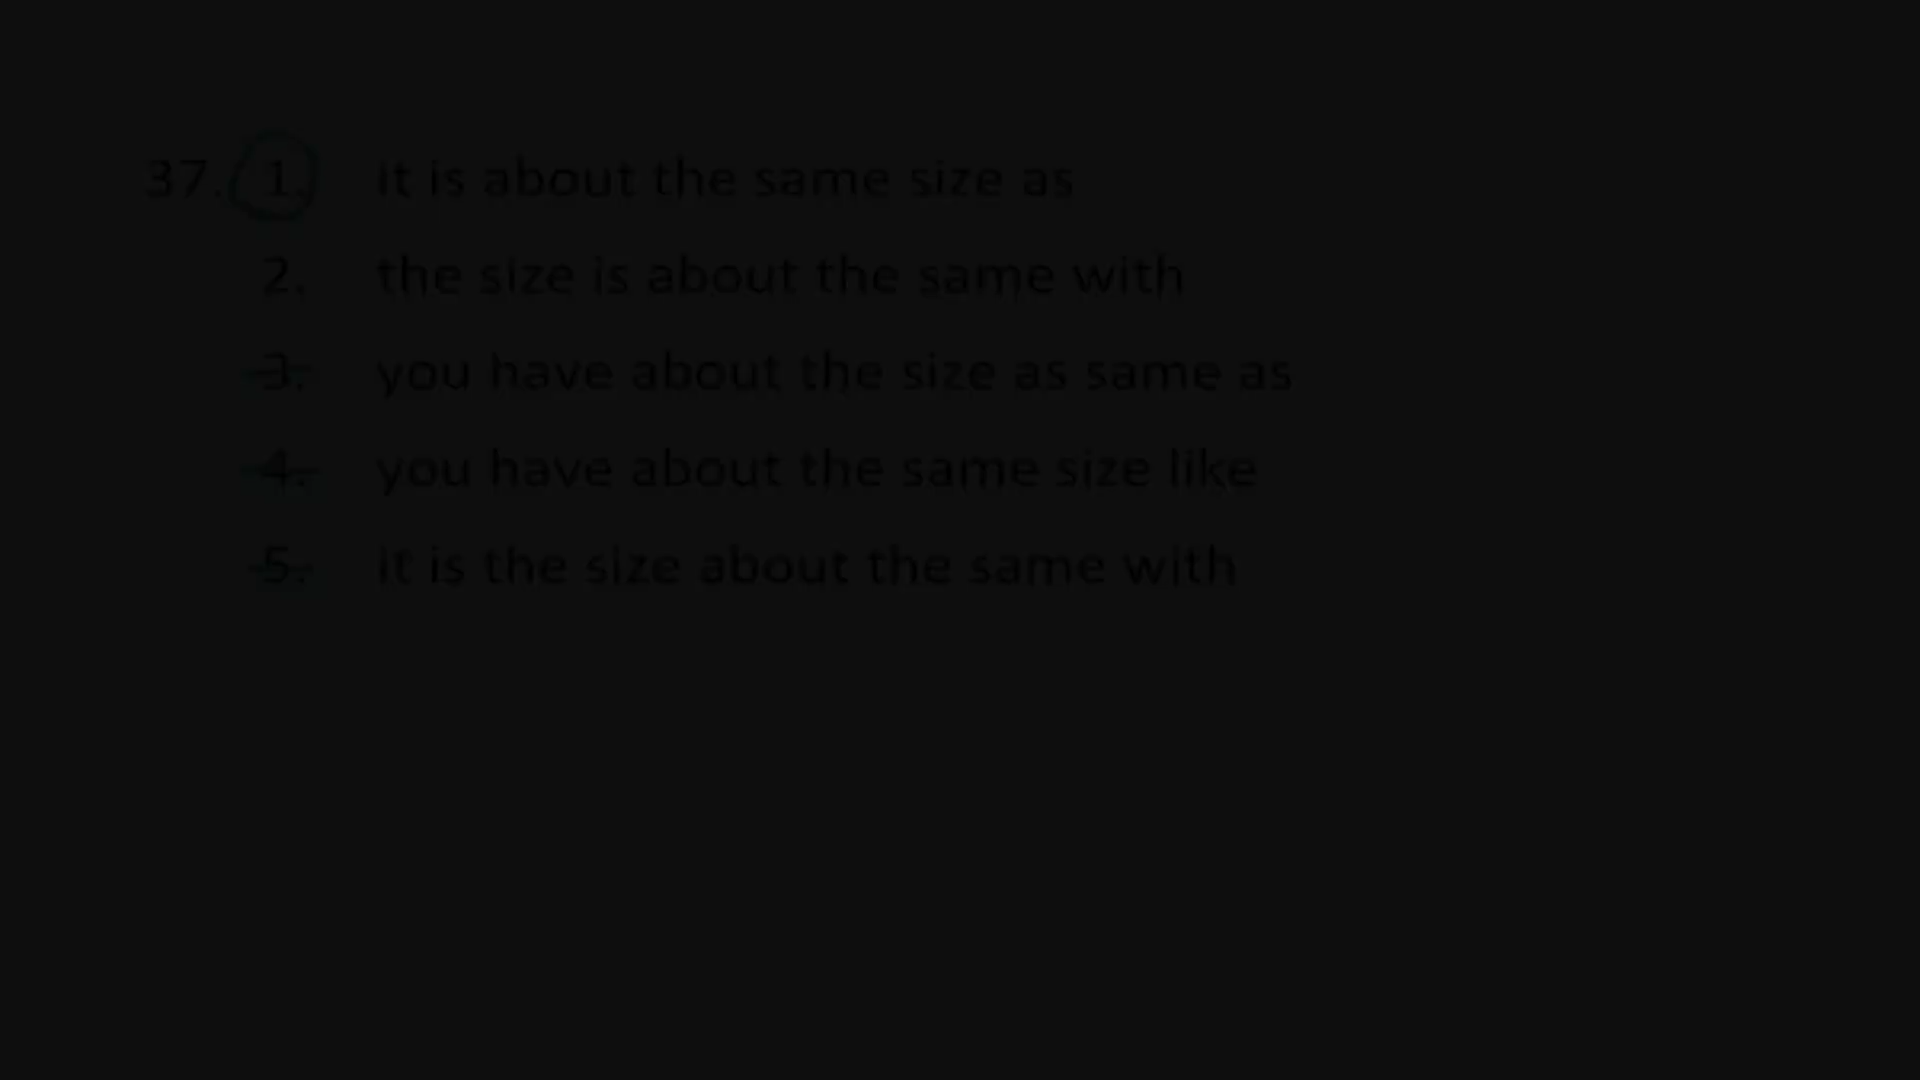 37. 1. it is about the same size as
2. the size is about the same with
3. you have about the size as same as
4. you have about the same size like
5. it is the size about the same with